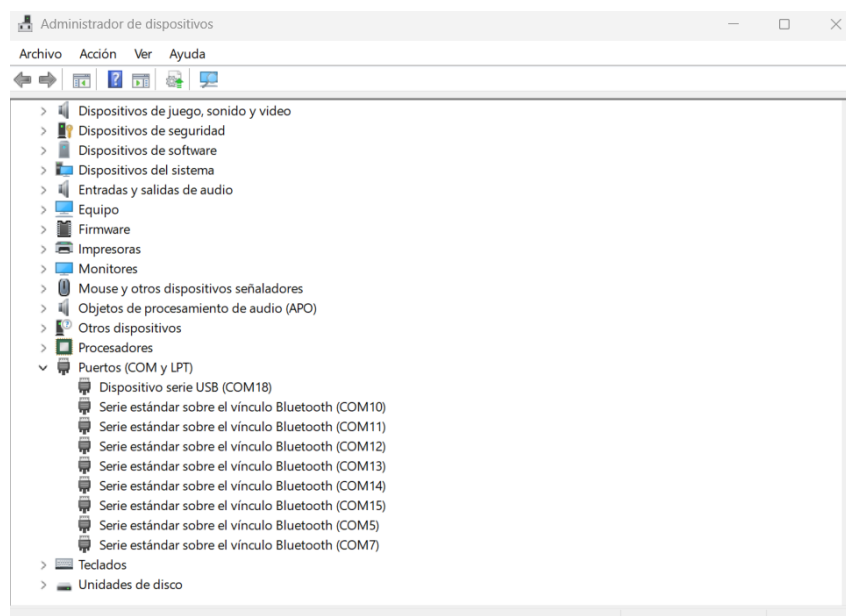 Administrador de dispositivos
Archivo Acción Ver Ayuda
Dispositivos de juego, sonido y video
Dispositivos de seguridad
Dispositivos de software
Dispositivos del sistema
Entradas y salidas de audio
Equipo
Firmware
Impresoras
Monitores
Mouse y otros dispositivos señaladores
Objetos de procesamiento de audio (APO)
Otros dispositivos
Procesadores
Puertos (COM y LPT)
Dispositivo serie USB (COM18)
Serie estándar sobre el vínculo Bluetooth (COM10)
Serie estándar sobre el vínculo Bluetooth (COM11)
Serie estándar sobre el vínculo Bluetooth (COM12)
Serie estándar sobre el vínculo Bluetooth (COM13)
Serie estándar sobre el vínculo Bluetooth (COM14)
Serie estándar sobre el vínculo Bluetooth (COM15)
Serie estándar sobre el vínculo Bluetooth (COM5)
Serie estándar sobre el vínculo Bluetooth (COM7)
Teclados
Unidades de disco